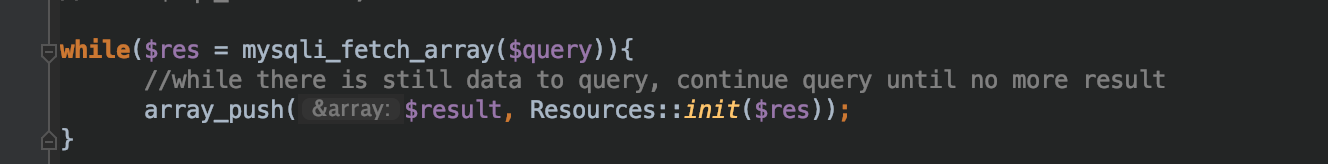 while($res = mysqli_fetch_array($query)){
//while there is still data to query, continue query until no more result
array_push( &array: $result, Resources::init($res));
}